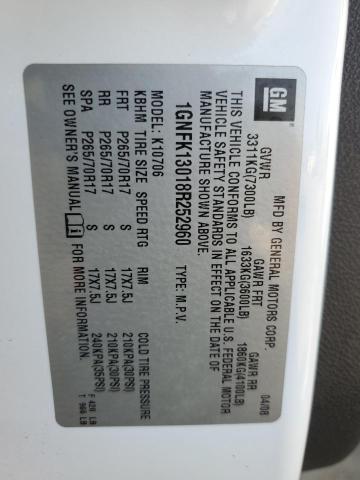 GM
MFD BY GENERAL MOTORS CORP.
04/08
GVWR GAWR FRT GAWR RR
3311KG(7300LB) 1633KG(3600LB) 1860KG(4100LB)
THIS VEHICLE CONFORMS TO ALL APPLICABLE U.S. FEDERAL MOTOR
VEHICLE SAFETY STANDARDS IN EFFECT ON THE DATE OF
MANUFACTURE SHOWN ABOVE.
1GNFK13018R252960 TYPE: M.P.V.
MODEL: K10706
KBHM TIRE SIZE SPEED RTG RIM COLD TIRE PRESSURE
FRT P265/70R17 S 17X7.5J 210KPA(30PSI)
RR P265/70R17 S 17X7.5J 210KPA(30PSI)
SPA P265/70R17 S 17X7.5J 240KPA(35PSI)
SEE OWNER'S MANUAL i FOR MORE INFORMATION.
F 428 LB
T 968 LB